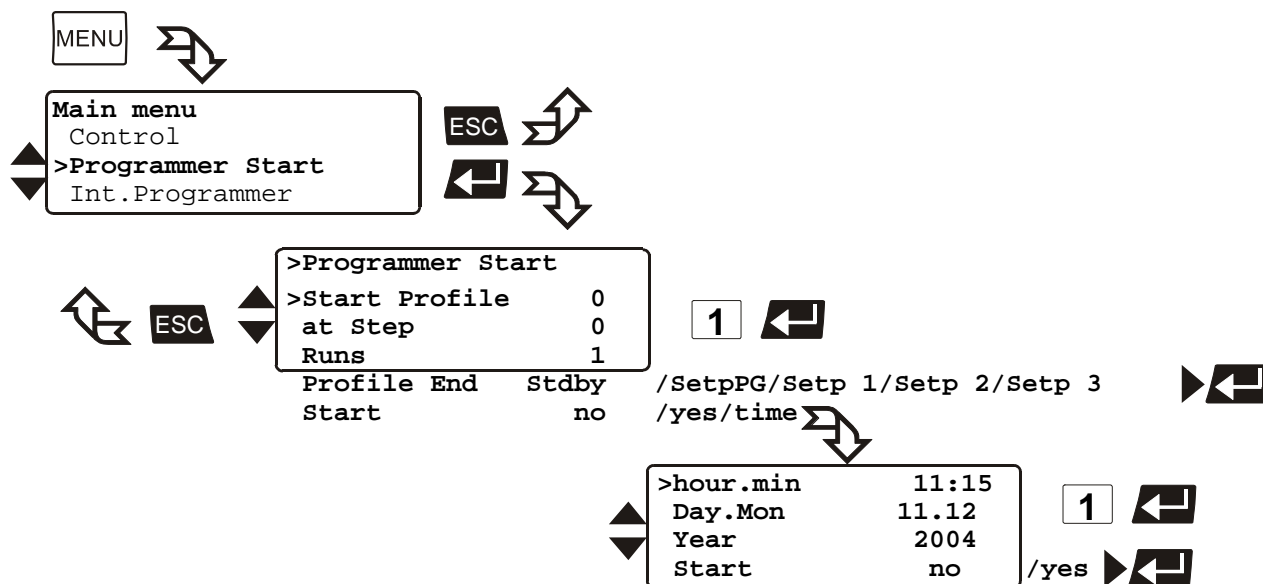 MENU
Main menu
Control
>Programmer Start
Int.Programmer
ESC
>Programmer Start
>Start Profile 0
at Step 0
Runs 1
Profile End Stdby /SetpPG/Setp 1/Setp 2/Setp 3
Start no /yes/time
ESC
1
>hour.min 11:15
Day.Mon 11.12
Year 2004
Start no /yes
1